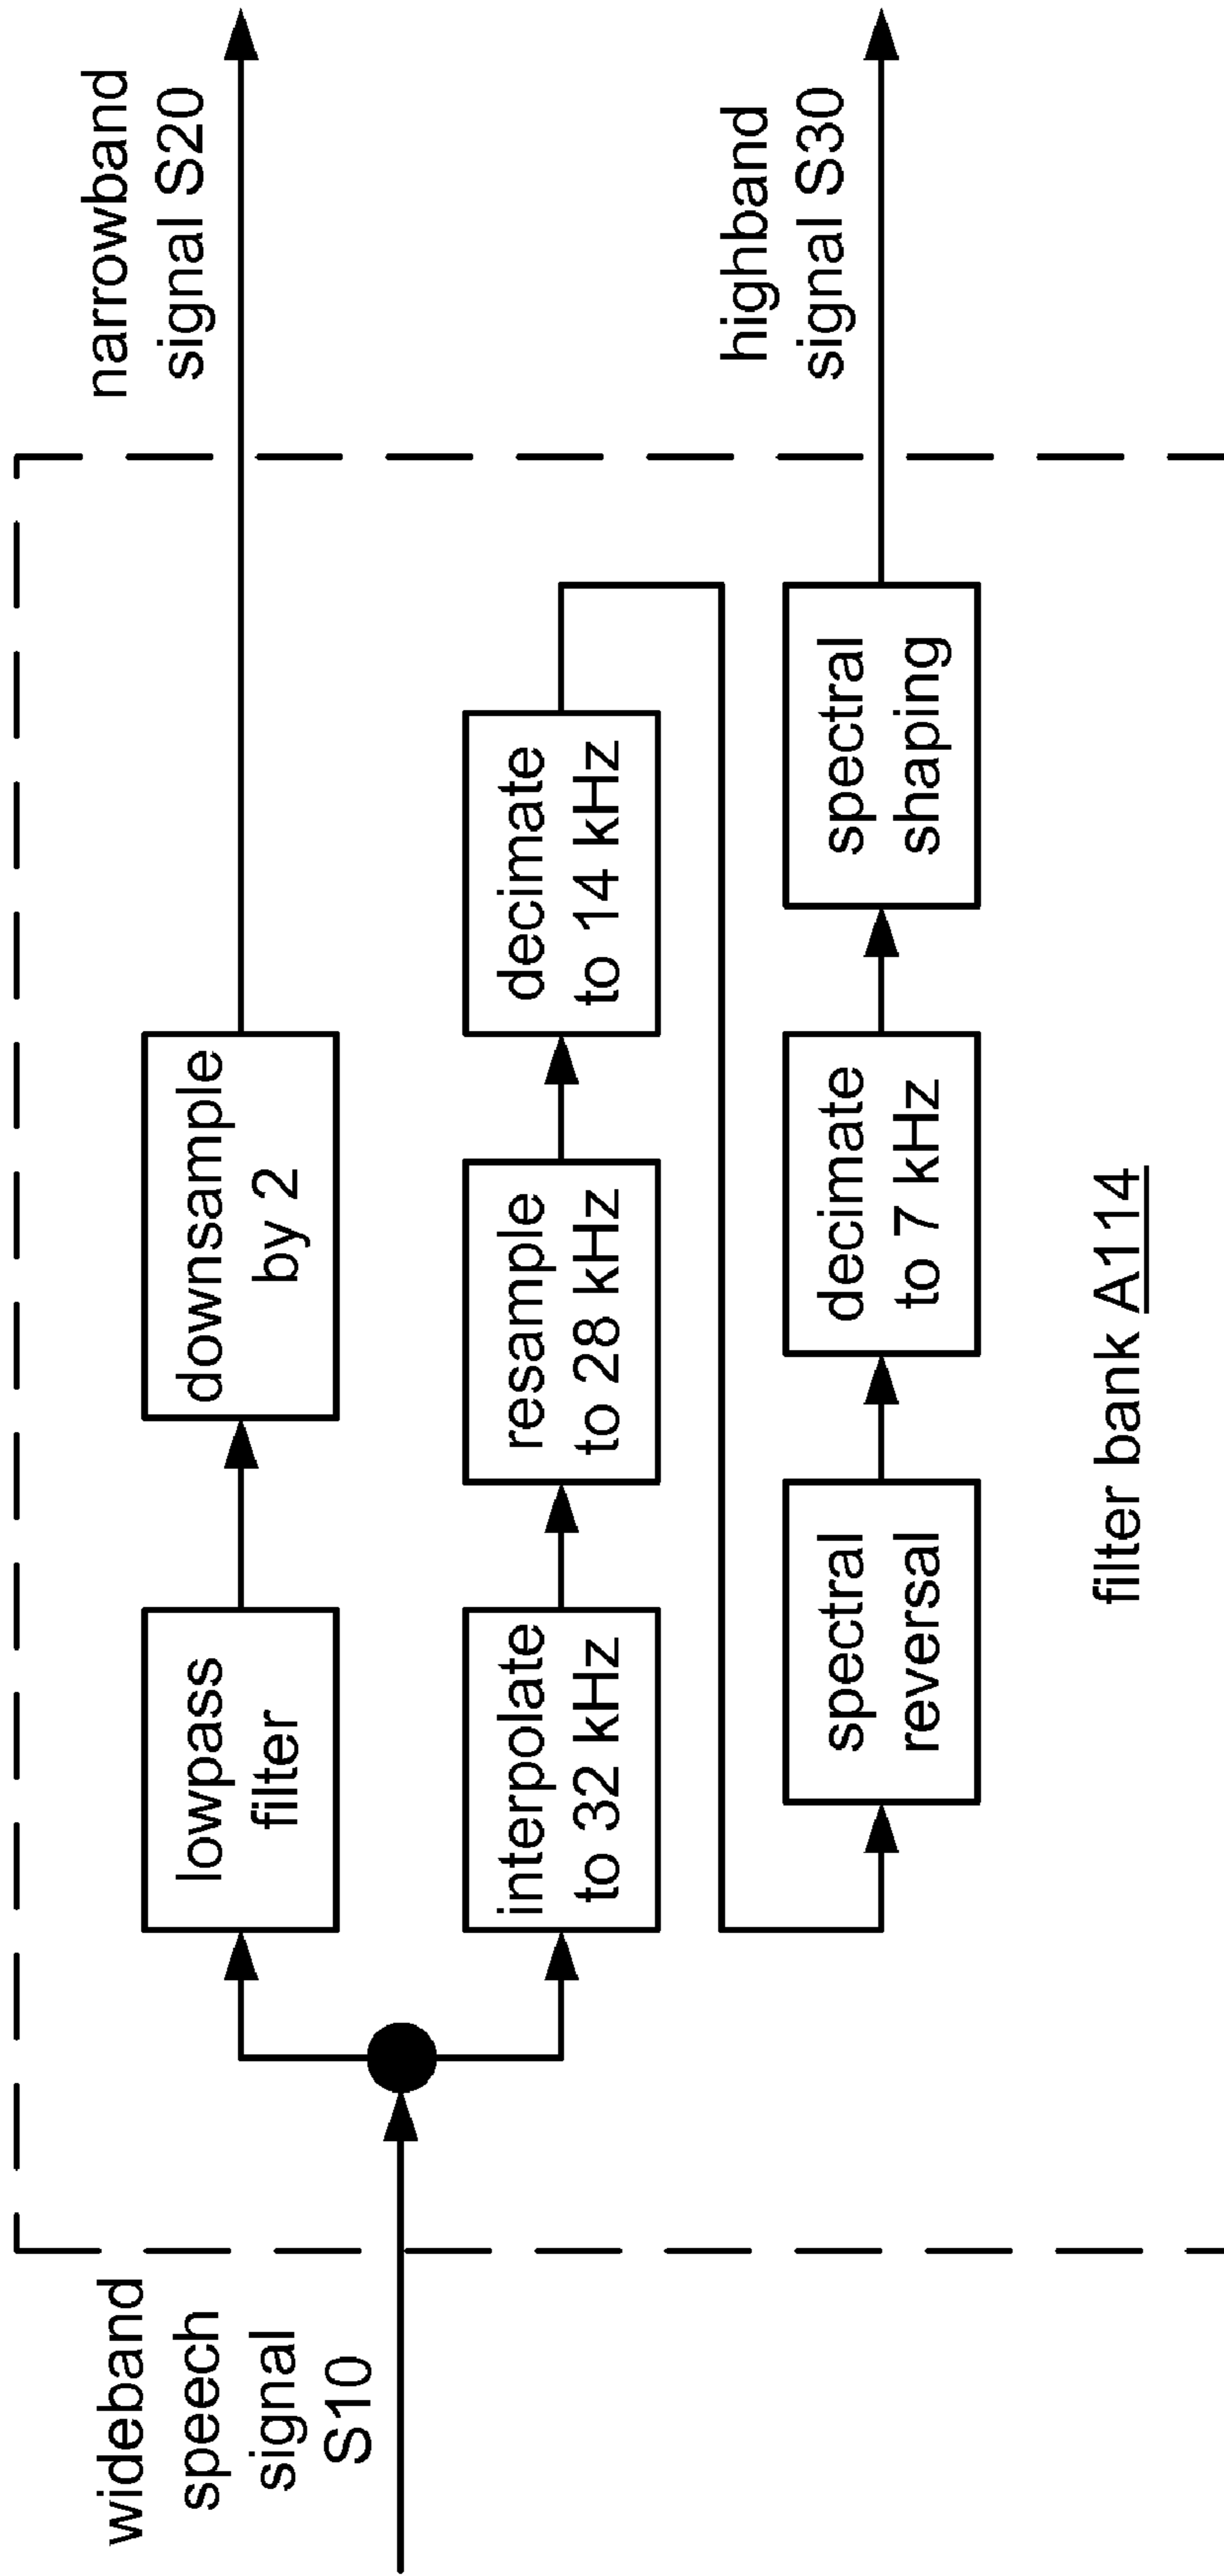 wideband
speech
signal
S10
lowpass
filter
downsample
by 2
narrowband
signal S20
interpolate
to 32 kHz
resample
to 28 kHz
decimate
to 14 kHz
spectral
reversal
decimate
to 7 kHz
spectral
shaping
highband
signal S30
filter bank A114